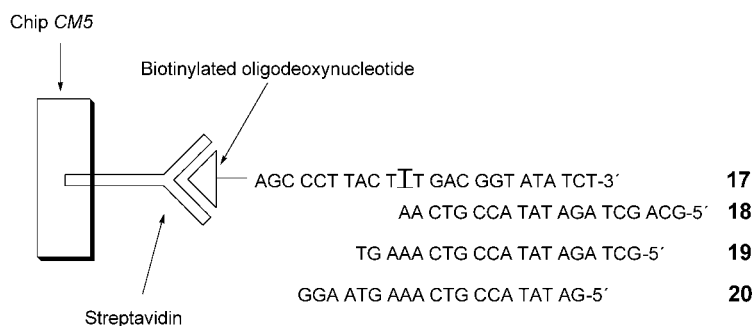 Chip CM5
Biotinylated oligodeoxynucleotide
AGC CCT TAC TTT GAC GGT ATA TCT-3´ 17
AA CTG CCA TAT AGA TCG ACG-5´ 18
TG AAA CTG CCA TAT AGA TCG-5´ 19
GGA ATG AAA CTG CCA TAT AG-5´ 20
Streptavidin